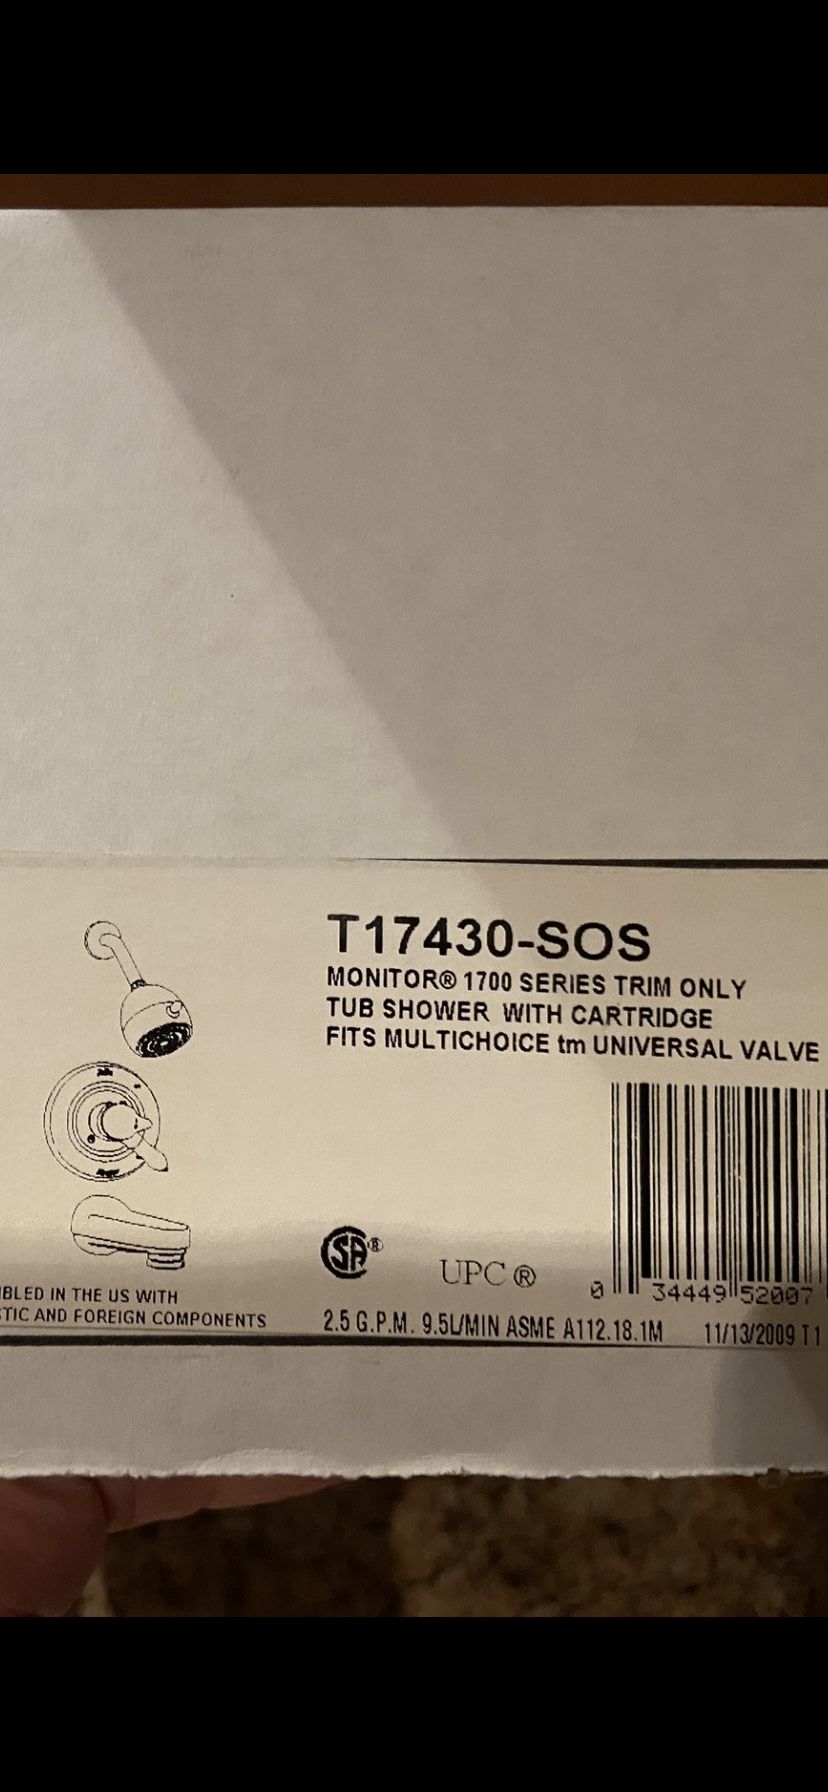 T17430-SOS
MONITOR® 1700 SERIES TRIM ONLY
TUB SHOWER WITH CARTRIDGE
FITS MULTICHOICE tm UNIVERSAL VALVE
SA®
UPC®
0 34449 52007
BLED IN THE US WITH
TIC AND FOREIGN COMPONENTS
2.5 G.P.M. 9.5L/MIN ASME A112.18.1M 11/13/2009 T1